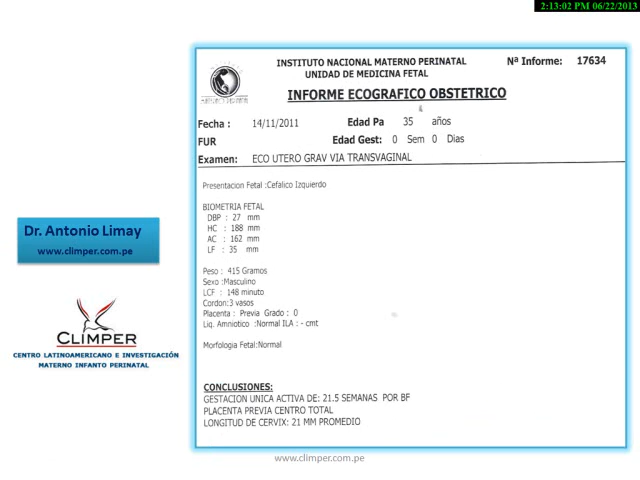 2:13:02 PM 06/22/2013
INSTITUTO NACIONAL MATERNO PERINATAL
UNIDAD DE MEDICINA FETAL
Nª Informe: 17634
INFORME ECOGRAFICO OBSTETRICO
Fecha : 14/11/2011 Edad Pa 35 años
FUR Edad Gest: 0 Sem 0 Dias
Examen: ECO UTERO GRAV VIA TRANSVAGINAL
Presentacion Fetal :Cefalico Izquierdo
BIOMETRIA FETAL
DBP : 27 mm
HC : 188 mm
AC : 162 mm
LF : 35 mm
Peso : 415 Gramos
Sexo :Masculino
LCF : 148 minuto
Cordon:3 vasos
Placenta : Previa Grado : 0
Liq. Amniotico :Normal ILA : - cmt
Morfologia Fetal:Normal
CONCLUSIONES:
GESTACION UNICA ACTIVA DE: 21.5 SEMANAS POR BF
PLACENTA PREVIA CENTRO TOTAL
LONGITUD DE CERVIX: 21 MM PROMEDIO
Dr. Antonio Limay
www.climper.com.pe
CLIMPER
CENTRO LATINOAMERICANO E INVESTIGACIÓN
MATERNO INFANTO PERINATAL
www.climper.com.pe